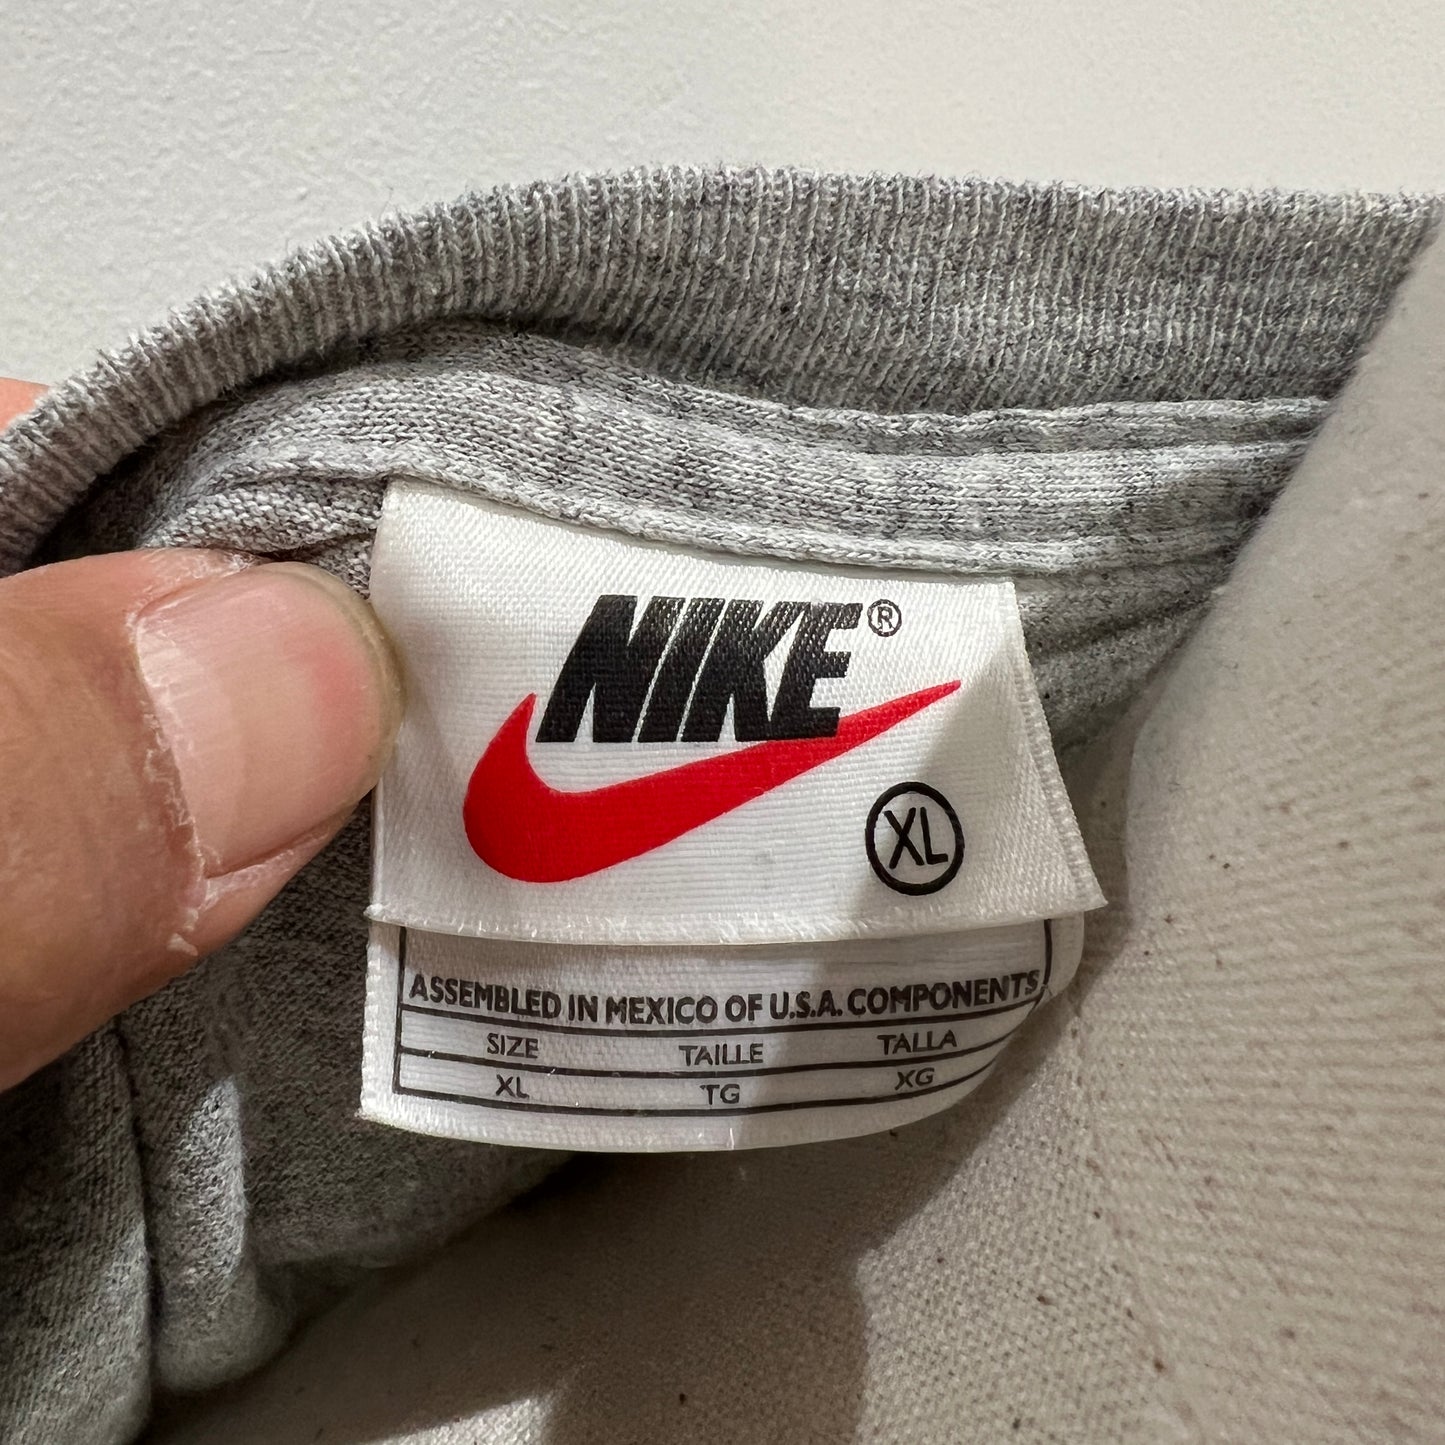 NIKE®
XL
ASSEMBLED IN MEXICO OF U.S.A. COMPONENTS
SIZE TAILLE TALLA
XL TG XG